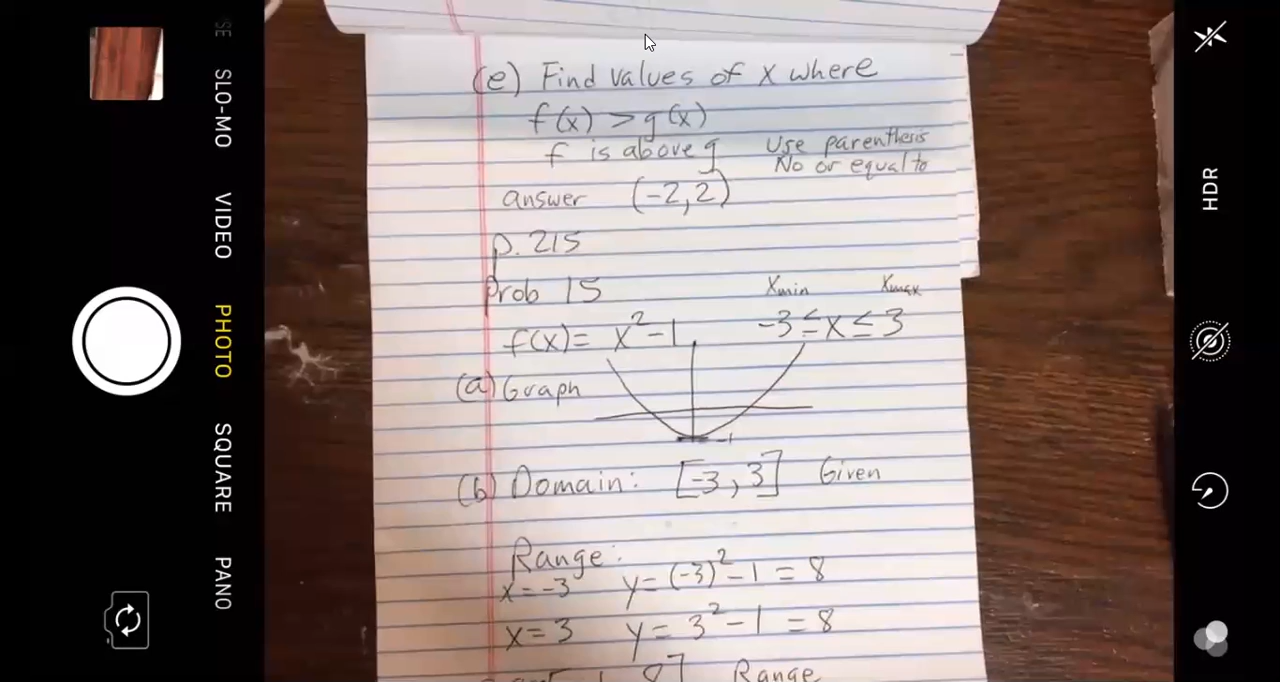 (e) Find values of x where
f(x) > g(x)
f is above g
Use parenthesis
No or equal to
answer (-2,2)
p. 215
Prob 15
Xmin Xmax
f(x) = x² - 1 -3 ≤ x ≤ 3
(a) Graph
-1
(b) Domain: [-3, 3] Given
Range:
x = -3 y = (-3)² - 1 = 8
x = 3 y = 3² - 1 = 8
8] Range
SLO-MO
VIDEO
PHOTO
SQUARE
PANO
HDR